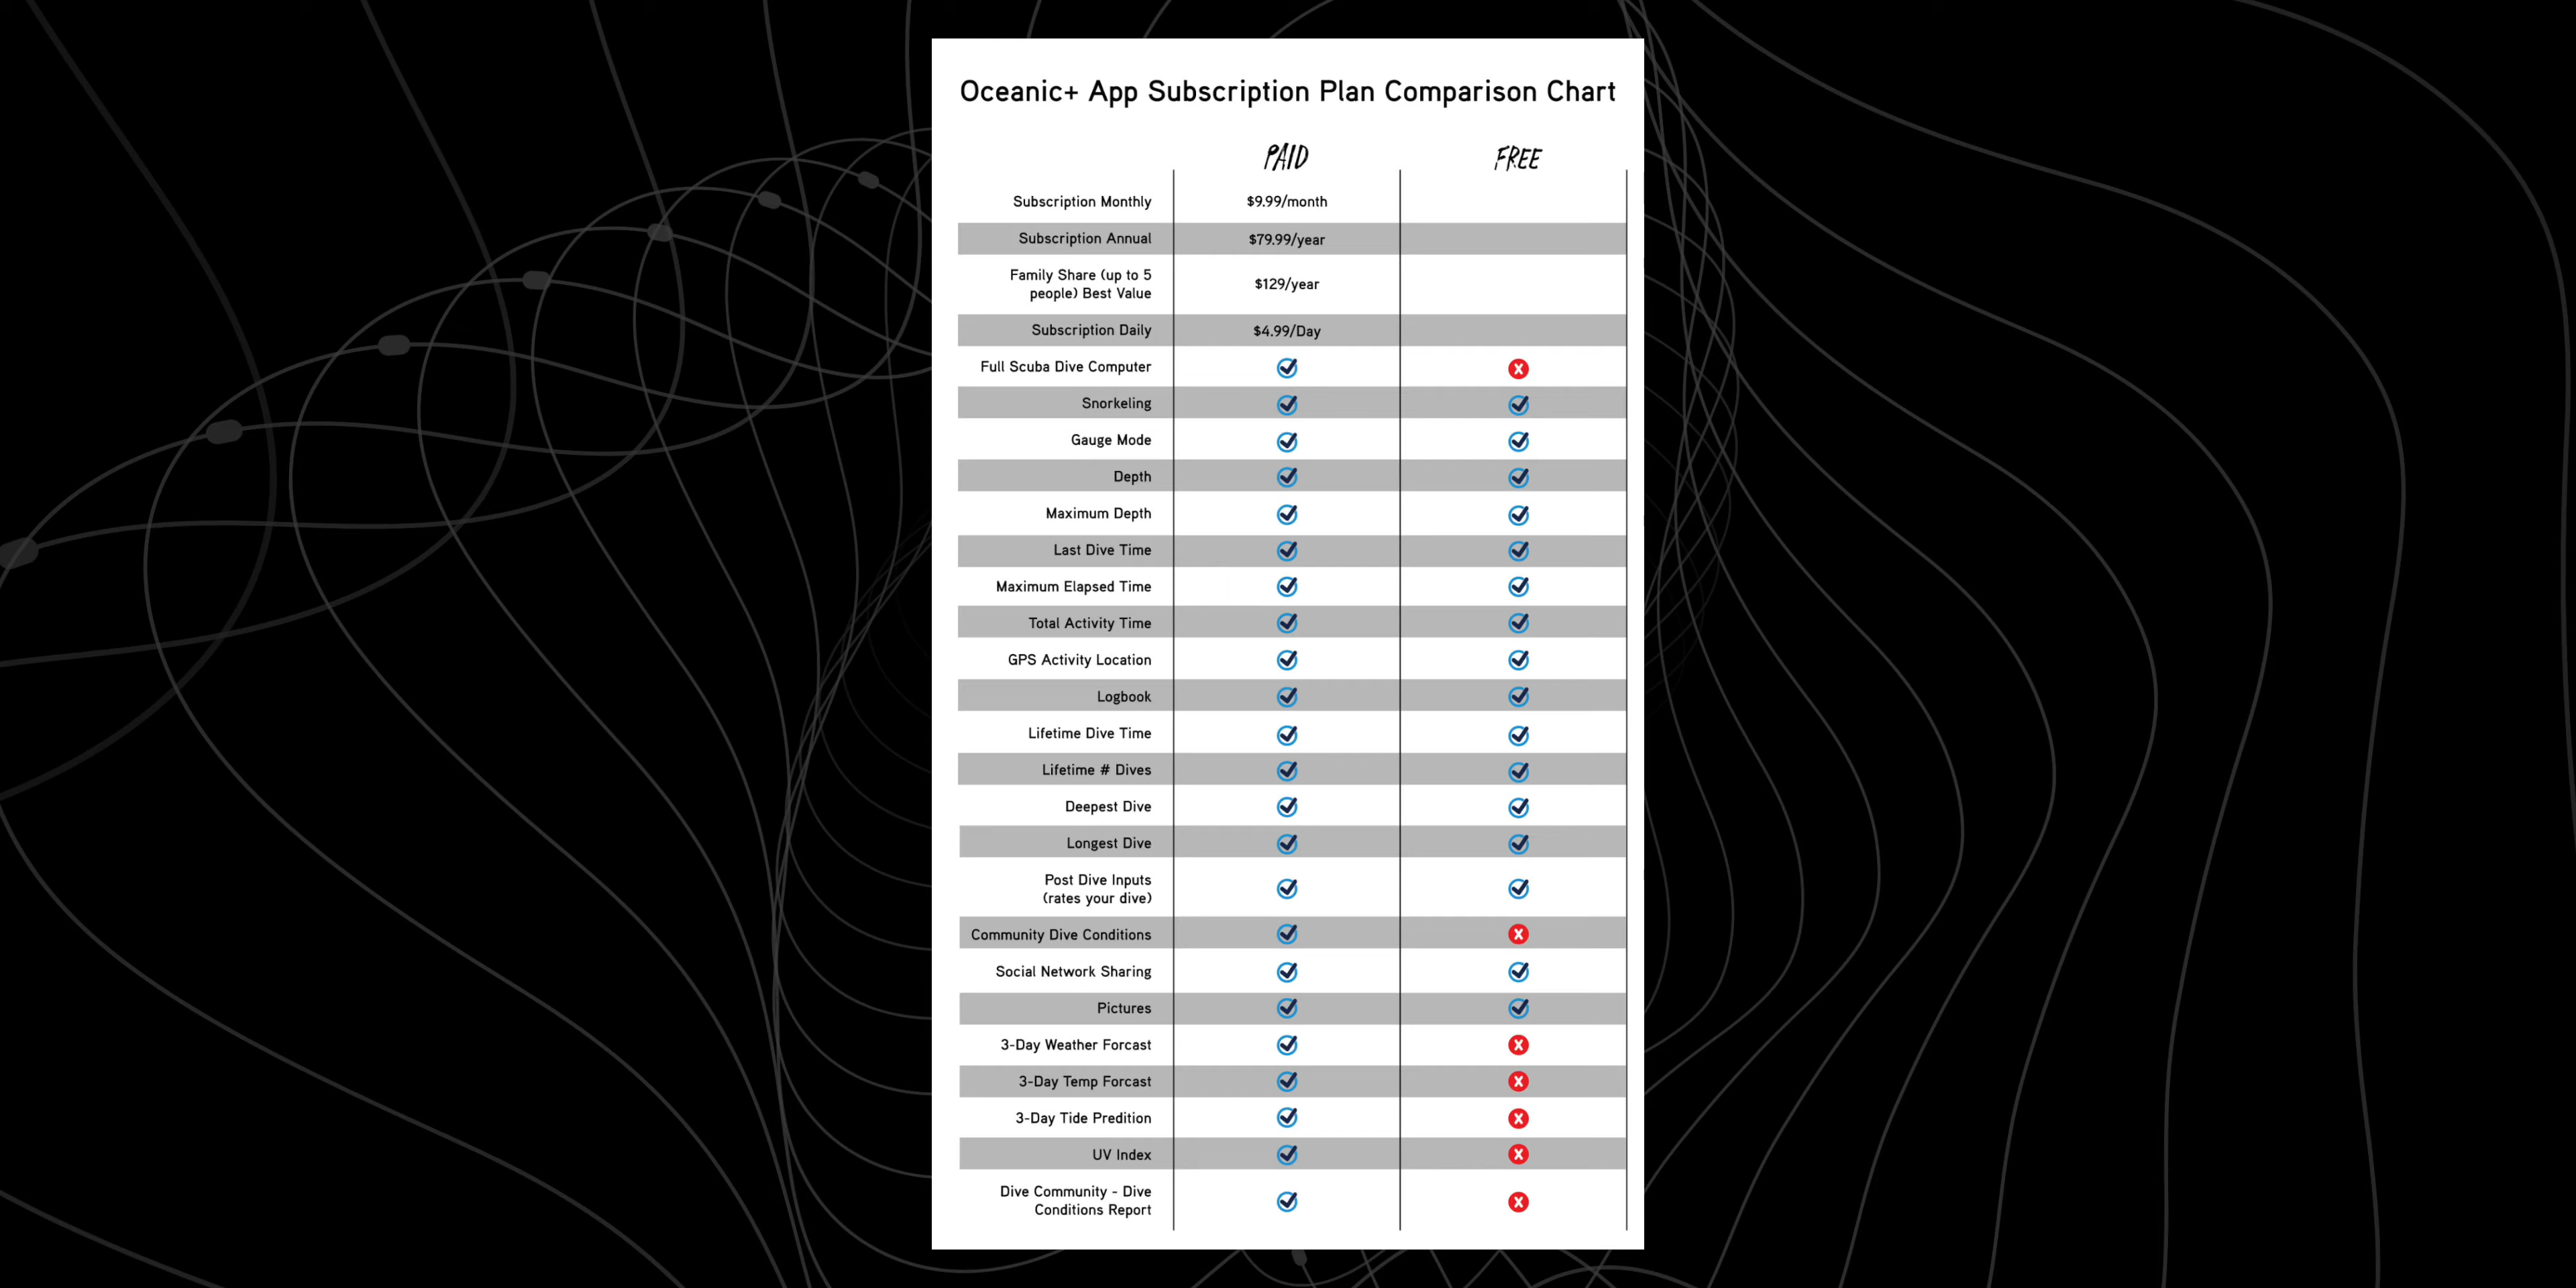 Oceanic+ App Subscription Plan Comparison Chart
PAID FREE
Subscription Monthly $9.99/month
Subscription Annual $79.99/year
Family Share (up to 5
people) Best Value $129/year
Subscription Daily $4.99/Day
Full Scuba Dive Computer
Snorkeling
Gauge Mode
Depth
Maximum Depth
Last Dive Time
Maximum Elapsed Time
Total Activity Time
GPS Activity Location
Logbook
Lifetime Dive Time
Lifetime # Dives
Deepest Dive
Longest Dive
Post Dive Inputs
(rates your dive)
Community Dive Conditions
Social Network Sharing
Pictures
3-Day Weather Forcast
3-Day Temp Forcast
3-Day Tide Predition
UV Index
Dive Community - Dive
Conditions Report